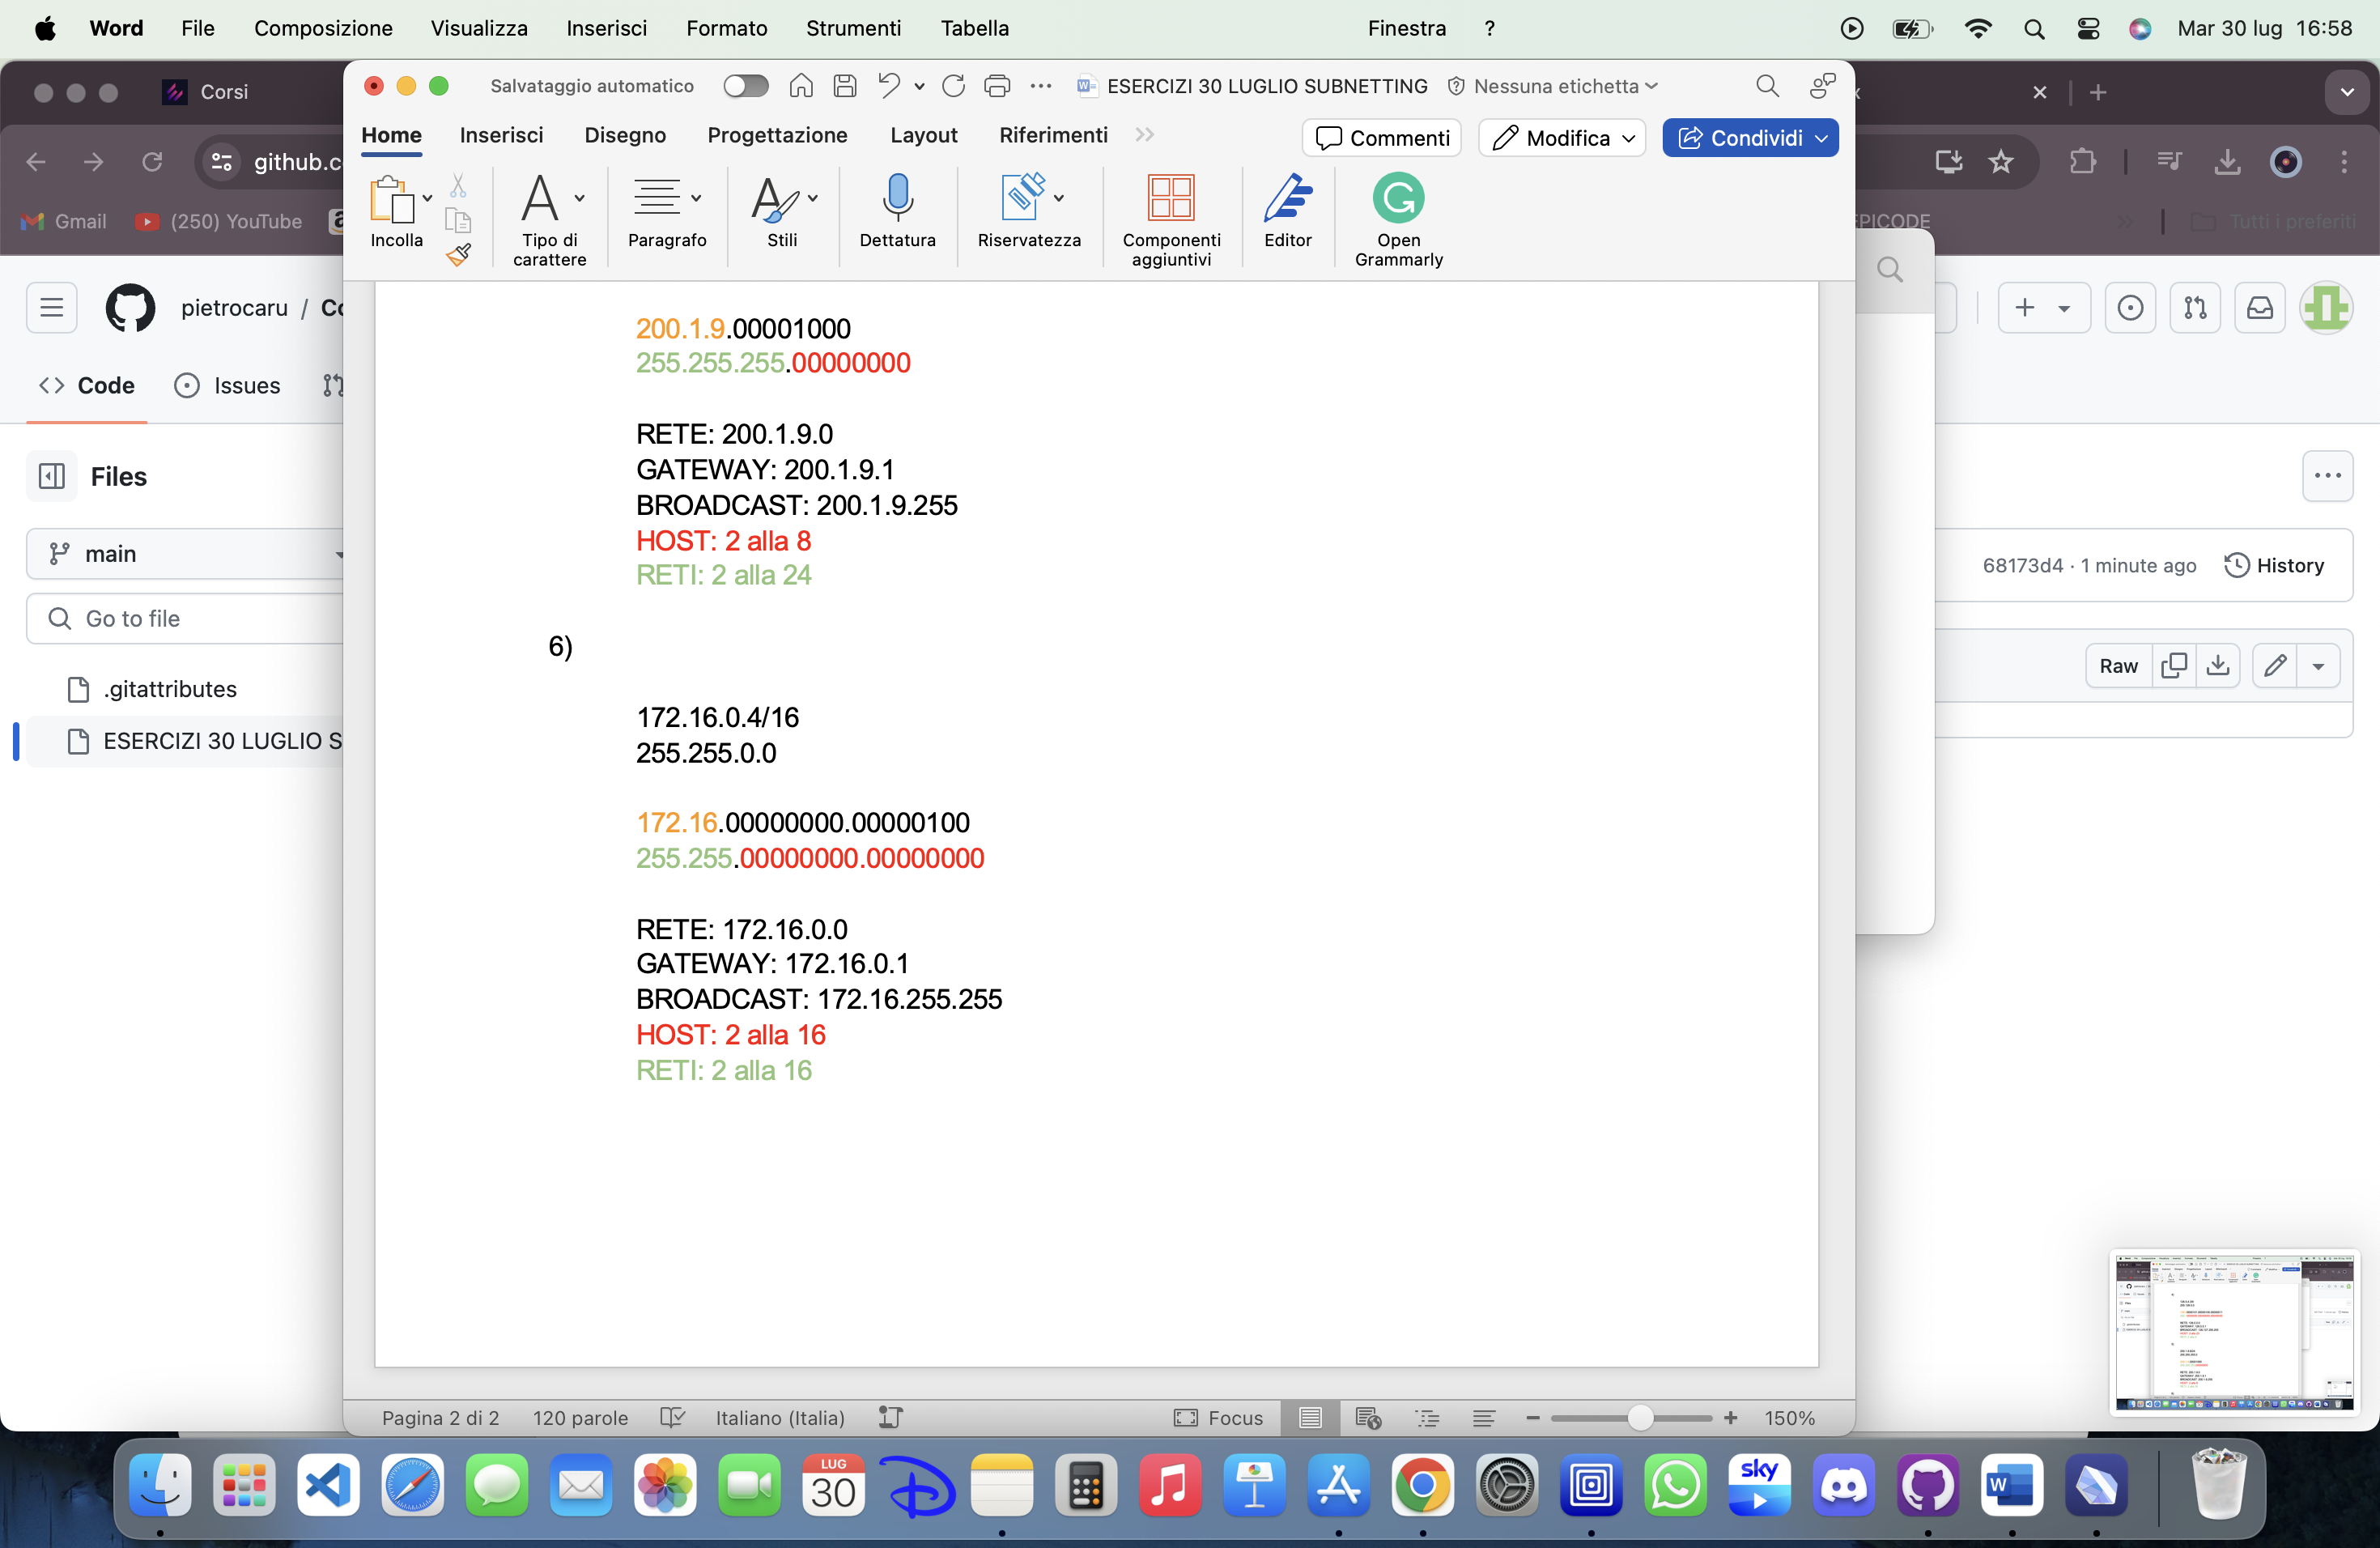 Word File Composizione Visualizza Inserisci Formato Strumenti Tabella Finestra ? Mar 30 lug 16:58
Corsi
Salvataggio automatico ESERCIZI 30 LUGLIO SUBNETTING Nessuna etichetta
Home Inserisci Disegno Progettazione Layout Riferimenti Commenti Modifica Condividi
github.c
Gmail (250) YouTube EPICODE Tutti i preferiti
Incolla Tipo di carattere Paragrafo Stili Dettatura Riservatezza Componenti aggiuntivi Editor Open Grammarly
pietrocaru / Co
Code Issues
Files
main
Go to file
.gitattributes
ESERCIZI 30 LUGLIO S
68173d4 · 1 minute ago History
Raw
200.1.9.00001000
255.255.255.00000000
RETE: 200.1.9.0
GATEWAY: 200.1.9.1
BROADCAST: 200.1.9.255
HOST: 2 alla 8
RETI: 2 alla 24
6)
172.16.0.4/16
255.255.0.0
172.16.00000000.00000100
255.255.00000000.00000000
RETE: 172.16.0.0
GATEWAY: 172.16.0.1
BROADCAST: 172.16.255.255
HOST: 2 alla 16
RETI: 2 alla 16
Pagina 2 di 2 120 parole Italiano (Italia) Focus 150%
LUG
30
sky